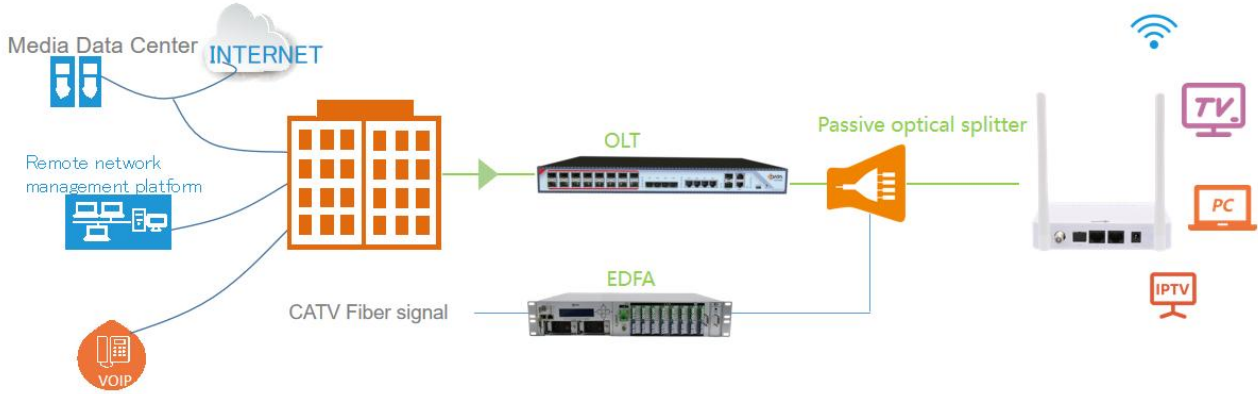 Media Data Center
INTERNET
Remote network
management platform
VOIP
OLT
Passive optical splitter
TV
PC
IPTV
EDFA
CATV Fiber signal